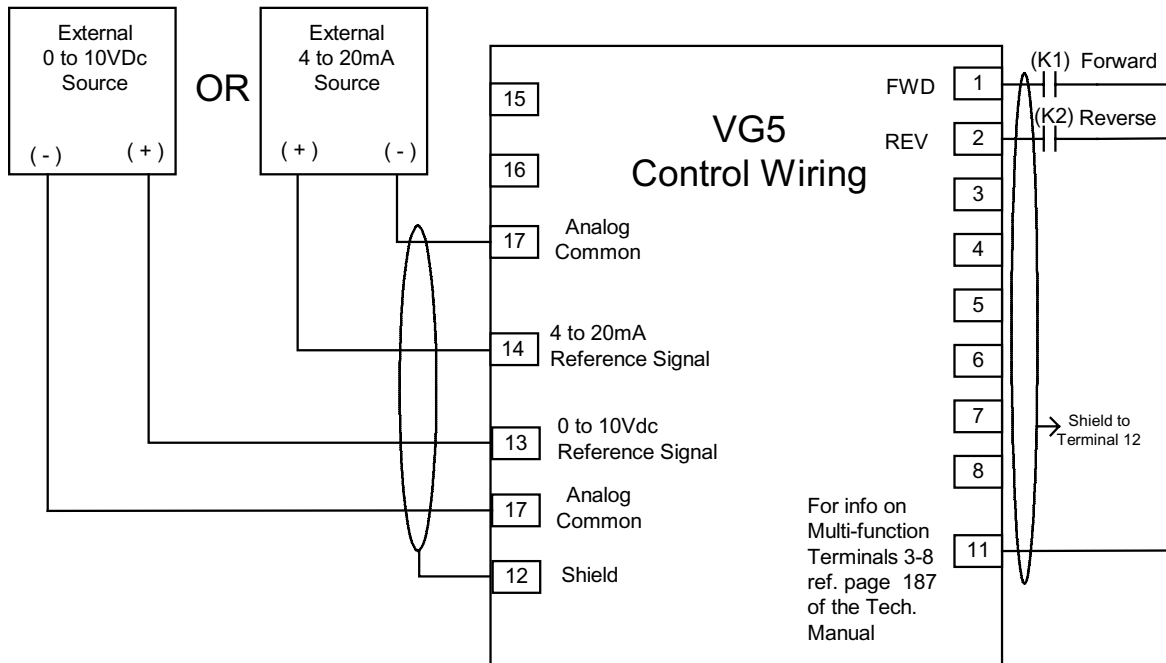 External
0 to 10VDc
Source
(-) (+)
OR
External
4 to 20mA
Source
(+) (-)
VG5
Control Wiring
15
16
17 Analog
Common
14 4 to 20mA
Reference Signal
13 0 to 10Vdc
Reference Signal
17 Analog
Common
12 Shield
FWD 1 (K1) Forward
REV 2 (K2) Reverse
3
4
5
6
7
8
11
Shield to
Terminal 12
For info on
Multi-function
Terminals 3-8
ref. page 187
of the Tech.
Manual